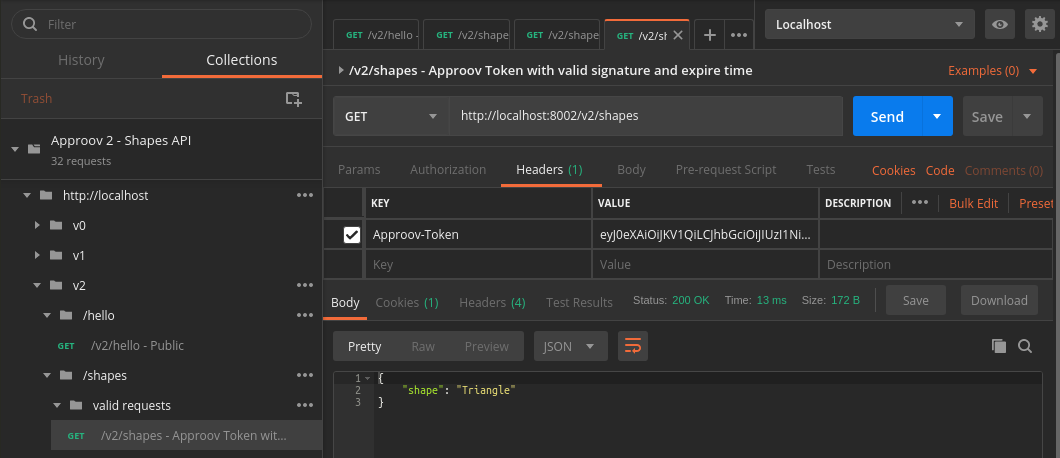 Filter
History
Collections
Trash
Approov 2 - Shapes API
32 requests
http://localhost
v0
v1
v2
/hello
GET /v2/hello - Public
/shapes
valid requests
GET /v2/shapes - Approov Token wit...
GET /v2/hello -
GET /v2/shape
GET /v2/shape
GET /v2/sh
Localhost
/v2/shapes - Approov Token with valid signature and expire time
Examples (0)
GET
http://localhost:8002/v2/shapes
Send
Save
Params
Authorization
Headers (1)
Body
Pre-request Script
Tests
Cookies
Code
Comments (0)
KEY
VALUE
DESCRIPTION
Bulk Edit
Preset
Approov-Token
eyJ0eXAiOiJKV1QiLCJhbGciOiJIUzI1Ni...
Key
Value
Description
Body
Cookies (1)
Headers (4)
Test Results
Status: 200 OK
Time: 13 ms
Size: 172 B
Save
Download
Pretty
Raw
Preview
JSON
1 {
2 "shape": "Triangle"
3 }